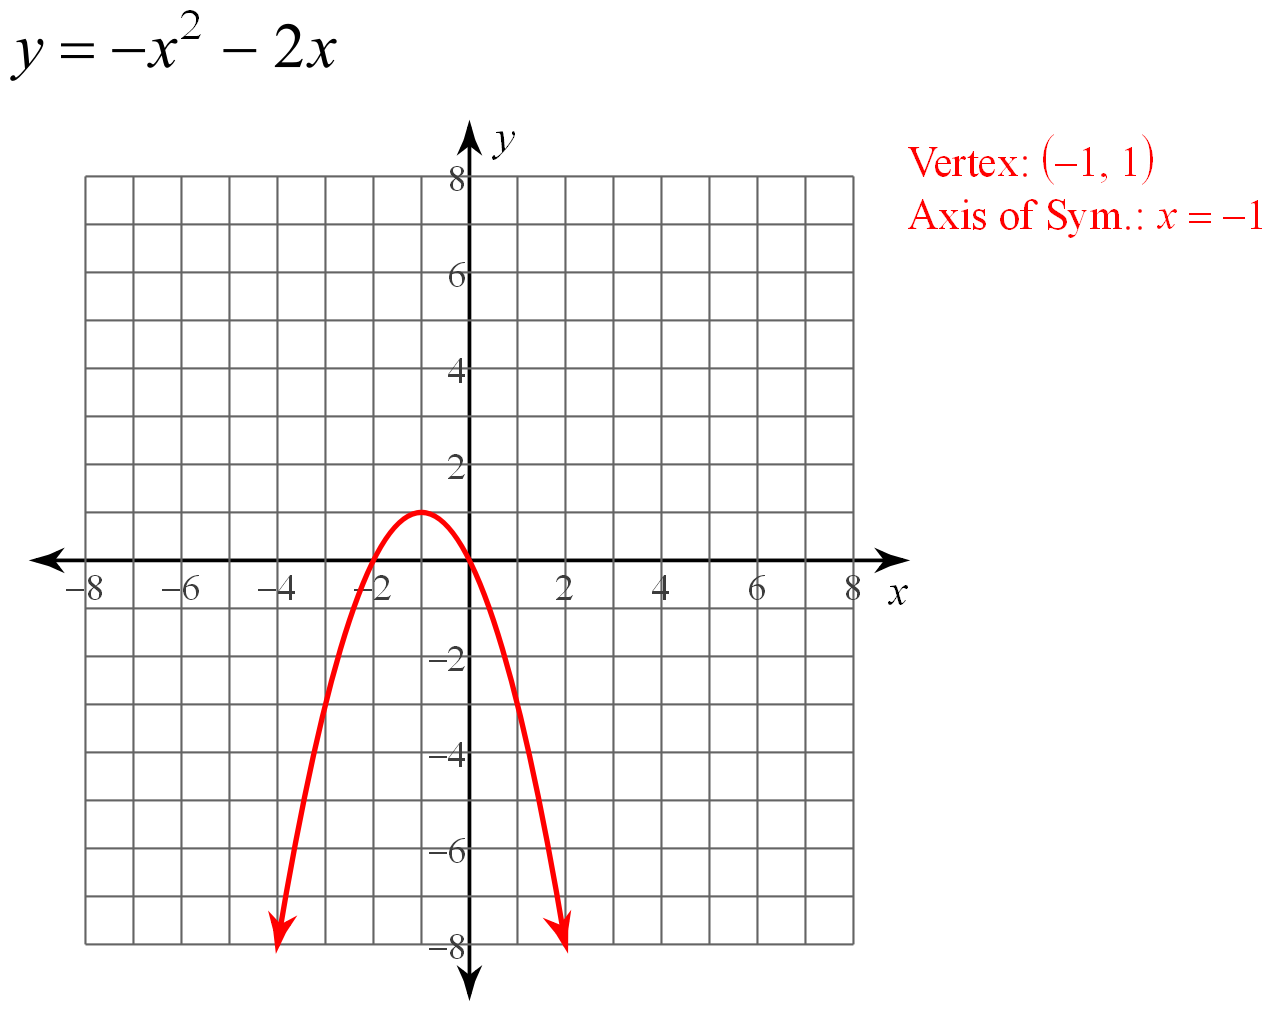 y = −x² − 2x
Vertex: (−1, 1)
Axis of Sym.: x = −1
y
8
6
4
2
−8 −6 −4 −2 2 4 6 8 x
−2
−4
−6
−8